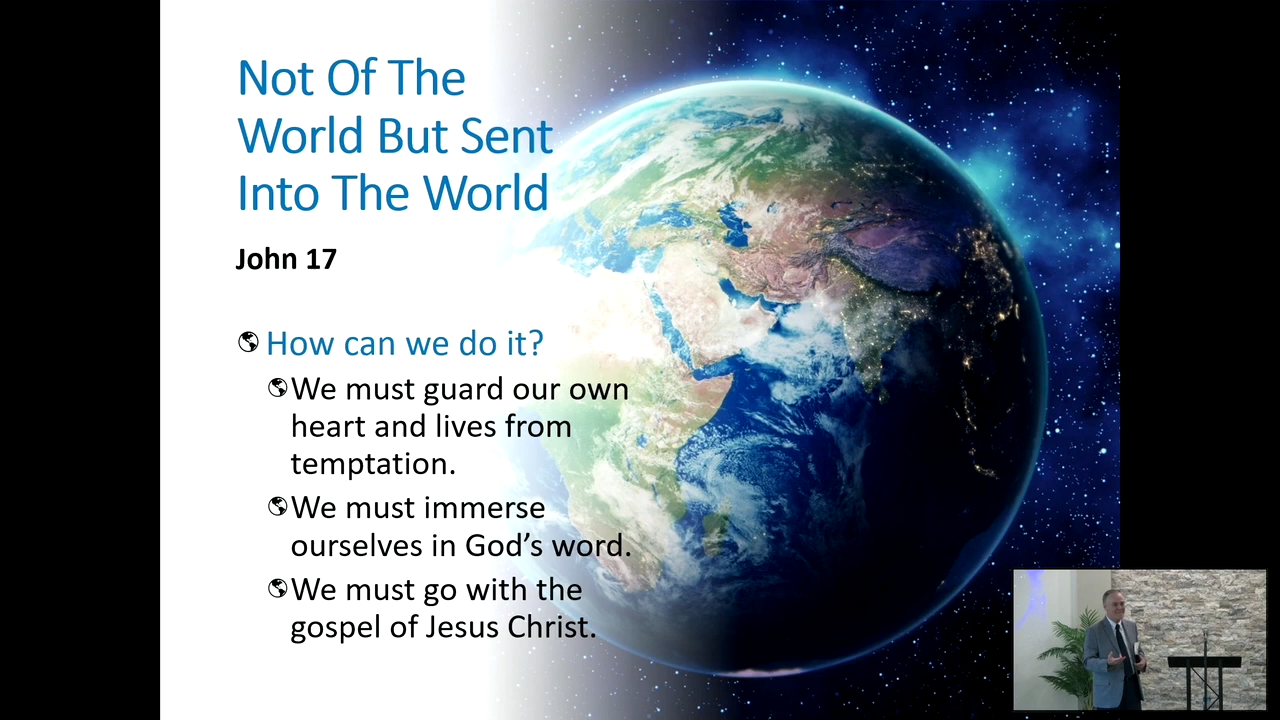 Not Of The
World But Sent
Into The World
John 17
How can we do it?
We must guard our own
heart and lives from
temptation.
We must immerse
ourselves in God’s word.
We must go with the
gospel of Jesus Christ.